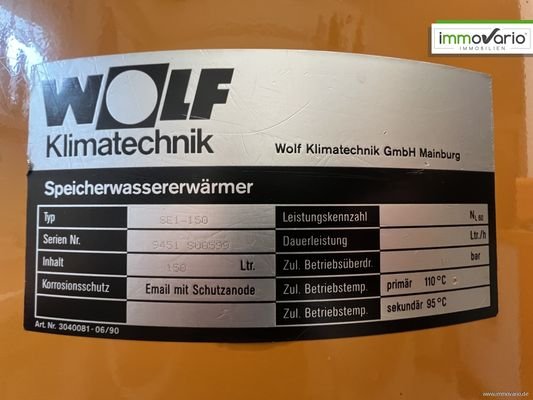 immovario
IMMOBILIEN
WOLF
Klimatechnik
Wolf Klimatechnik GmbH Mainburg
Speicherwassererwärmer
Typ SE1-150 Leistungskennzahl NL60
Serien Nr. Dauerleistung Ltr./h
Inhalt 150 Ltr. Zul. Betriebsüberdr. bar
Korrosionsschutz Email mit Schutzanode Zul. Betriebstemp. primär 110°C
Zul. Betriebstemp. sekundär 95°C
Art. Nr. 3040081-06/90
www.immovario.de